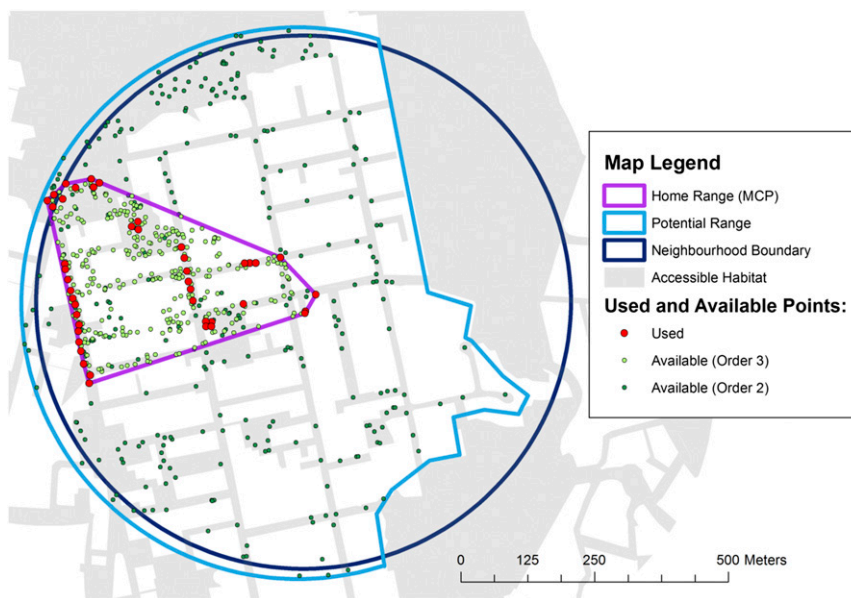 Map Legend
Home Range (MCP)
Potential Range
Neighbourhood Boundary
Accessible Habitat
Used and Available Points:
Used
Available (Order 3)
Available (Order 2)
0 125 250 500 Meters